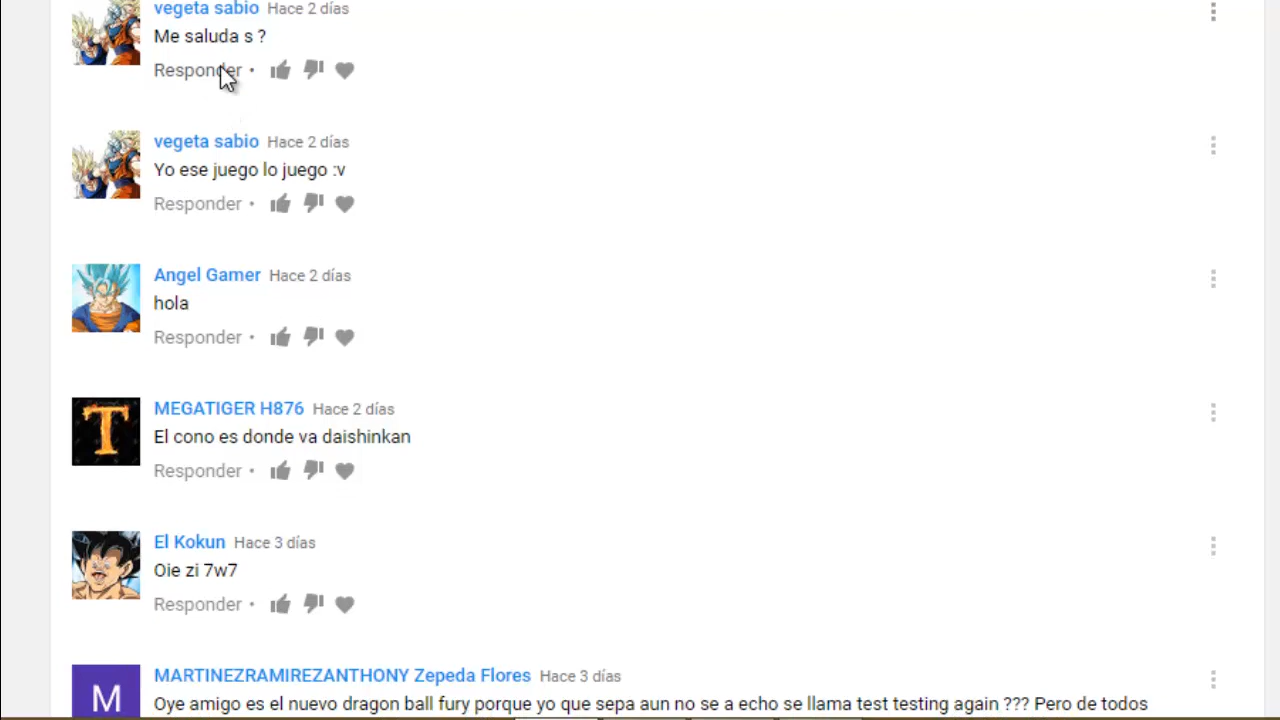 vegeta sabio Hace 2 días
Me saluda s ?
Responder •
vegeta sabio Hace 2 días
Yo ese juego lo juego :v
Responder •
Angel Gamer Hace 2 días
hola
Responder •
T
MEGATIGER H876 Hace 2 días
El cono es donde va daishinkan
Responder •
El Kokun Hace 3 días
Oie zi 7w7
Responder •
M
MARTINEZRAMIREZANTHONY Zepeda Flores Hace 3 días
Oye amigo es el nuevo dragon ball fury porque yo que sepa aun no se a echo se llama test testing again ??? Pero de todos